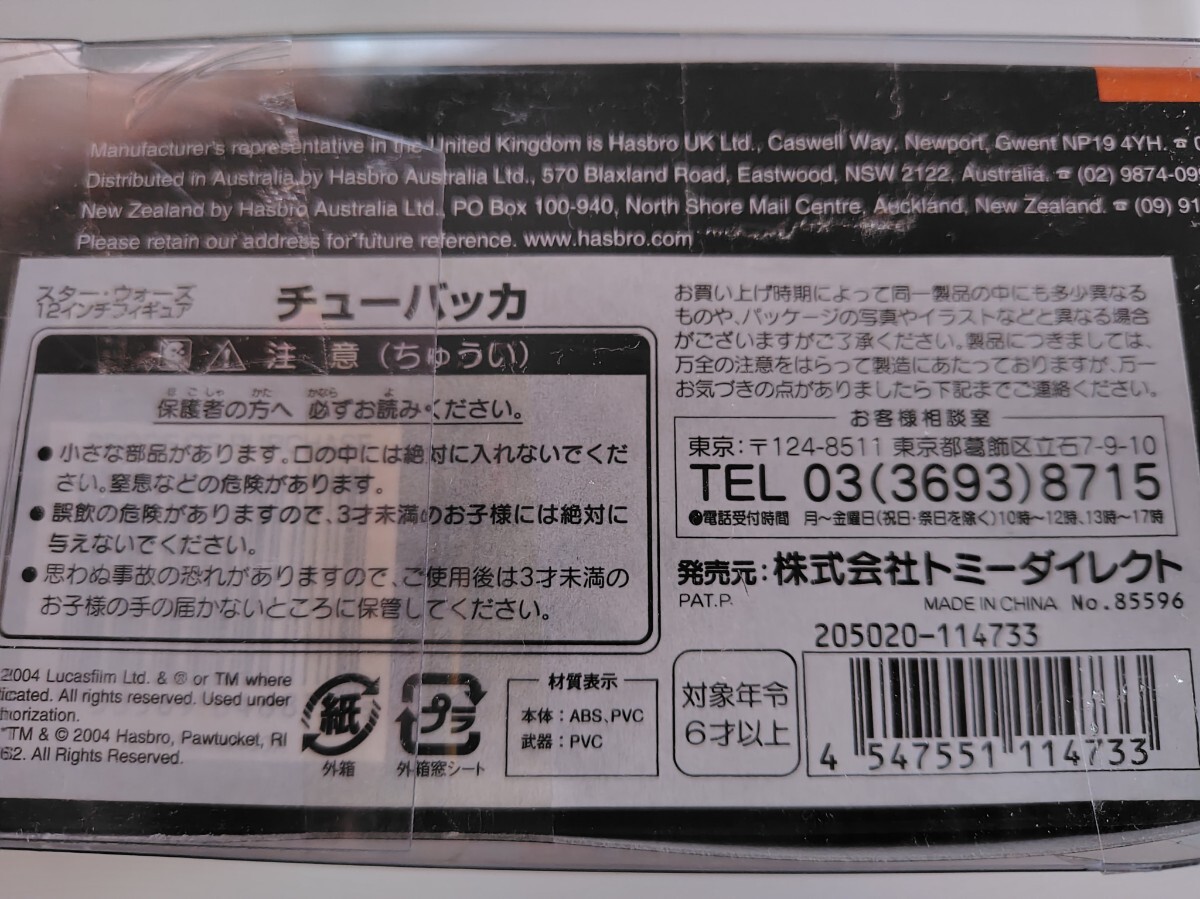 Manufacturer's representative in the United Kingdom is Hasbro UK Ltd., Caswell Way, Newport, Gwent NP19 4YH. ☎
Distributed in Australia by Hasbro Australia Ltd., 570 Blaxland Road, Eastwood, NSW 2122, Australia. ☎ (02) 9874-099
New Zealand by Hasbro Australia Ltd., PO Box 100-940, North Shore Mail Centre, Auckland, New Zealand. ☎ (09) 91
Please retain our address for future reference. www.hasbro.com
スター・ウォーズ
12インチフィギュア
チューバッカ
注意(ちゅうい)
ほごしゃ かた かなら よ
保護者の方へ 必ずお読みください。
●小さな部品があります。口の中には絶対に入れないでくだ
さい。窒息などの危険があります。
●誤飲の危険がありますので、3才未満のお子様には絶対に
与えないでください。
●思わぬ事故の恐れがありますので、ご使用後は3才未満の
お子様の手の届かないところに保管してください。
お買い上げ時期によって同一製品の中にも多少異なる
ものや、パッケージの写真やイラストなどと異なる場合
がございますがご了承ください。製品につきましては、
万全の注意をはらって製造にあたっておりますが、万一
お気づきの点がありましたら下記までご連絡ください。
お客様相談室
東京:〒124-8511 東京都葛飾区立石7-9-10
TEL 03(3693)8715
●電話受付時間 月〜金曜日(祝日・祭日を除く)10時〜12時、13時〜17時
発売元:株式会社トミーダイレクト
PAT.P. MADE IN CHINA No.85596
205020-114733
2004 Lucasfilm Ltd. & ® or TM where
icated. All rights reserved. Used under
horization.
TM & © 2004 Hasbro, Pawtucket, RI
62. All Rights Reserved.
紙
外箱
プラ
外箱窓シート
材質表示
本体:ABS、PVC
武器:PVC
対象年令
6才以上
4 547551 114733